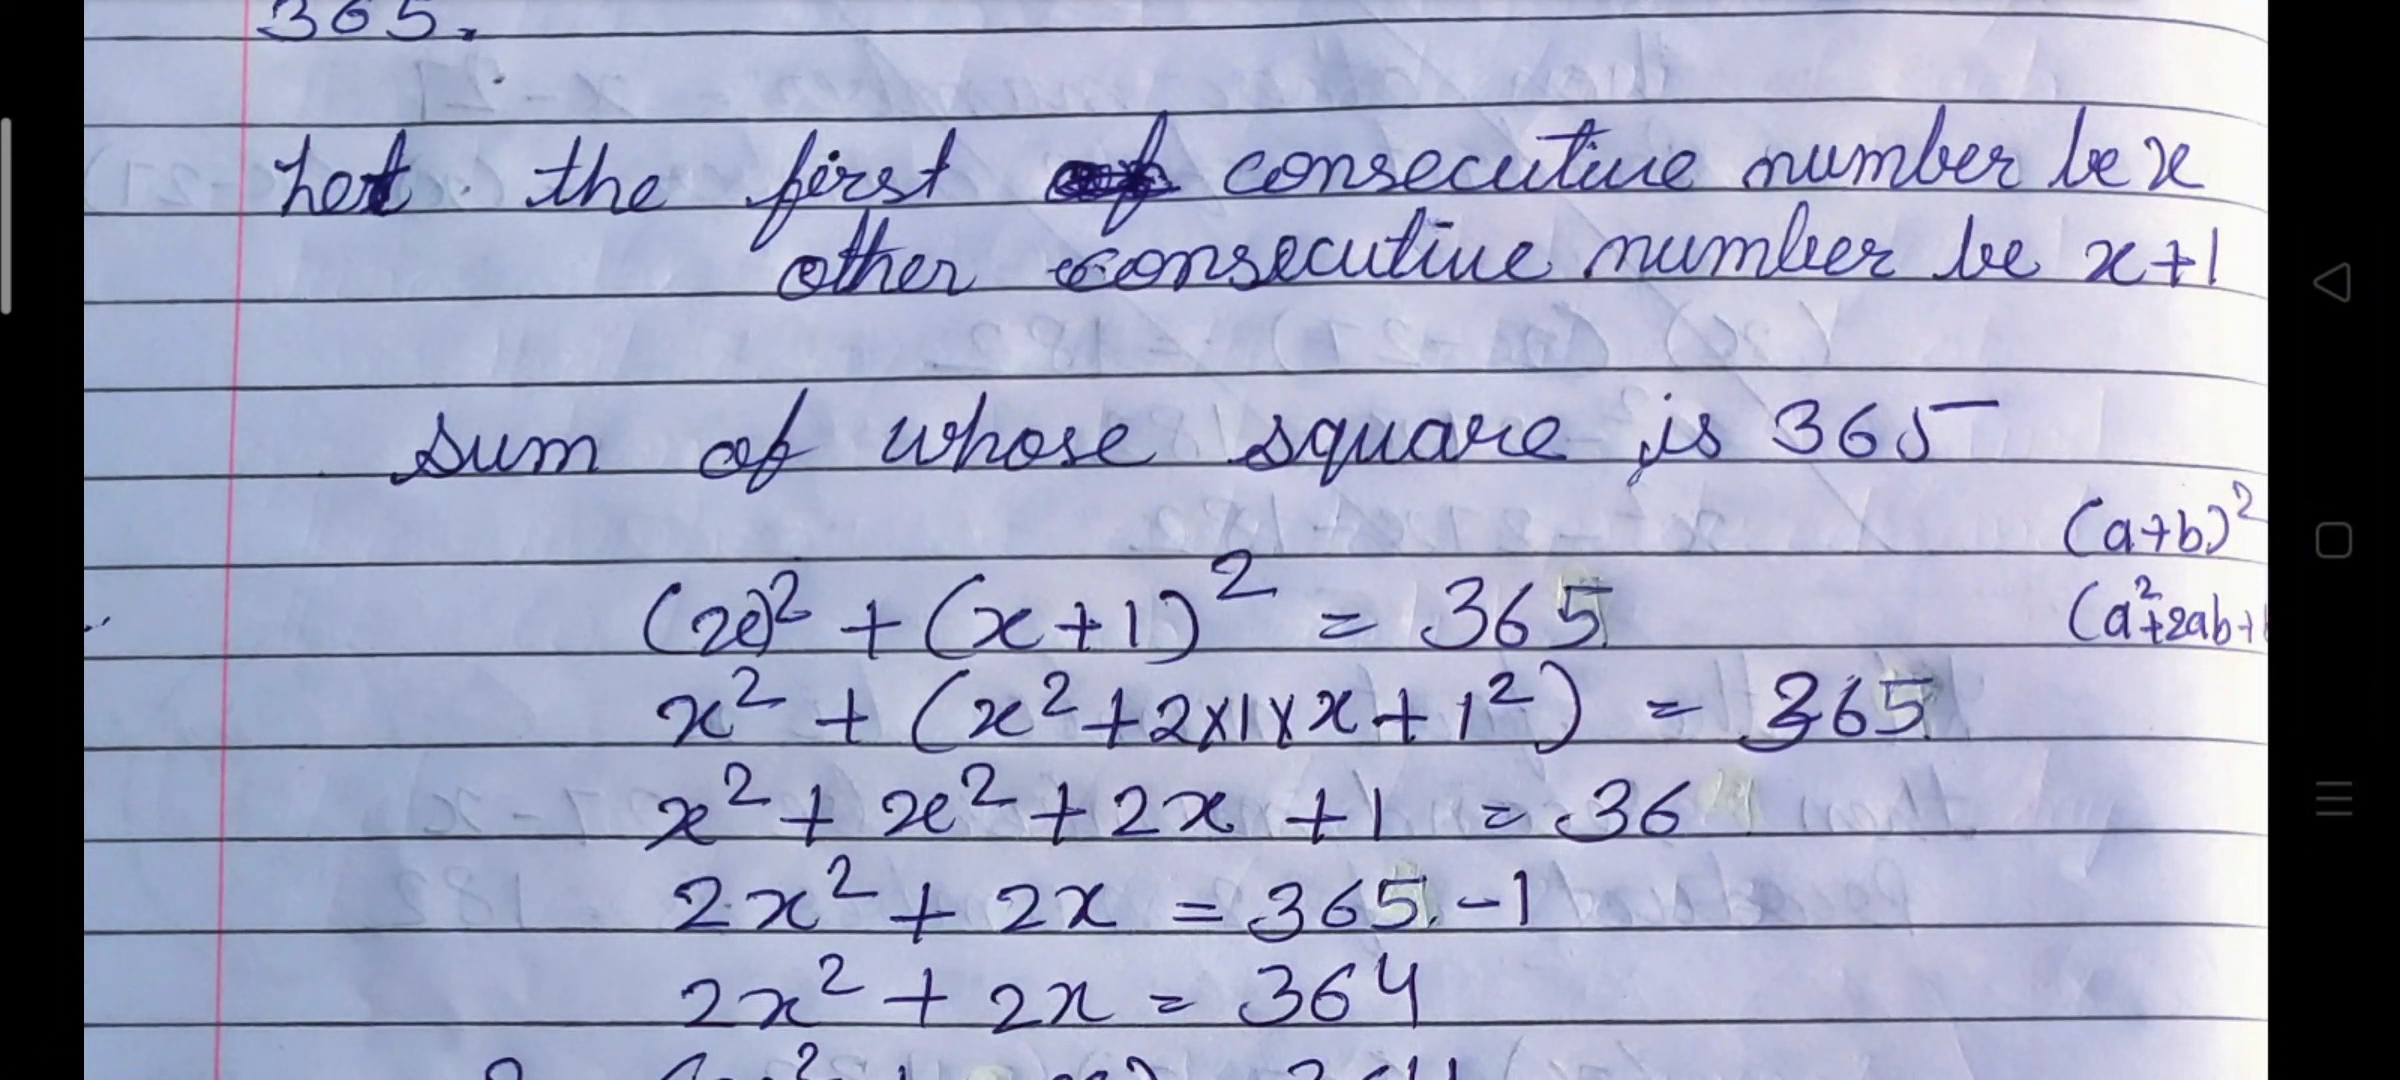 365.
Let the first of consecutive number be x
other consecutive number be x+1
sum of whose square is 365
(a+b)²
(x)² + (x+1)² = 365
(a²+2ab+
x² + (x²+2×1×x+1²) = 365
x² + x² + 2x + 1 = 36
2x² + 2x = 365-1
2x² + 2x = 364